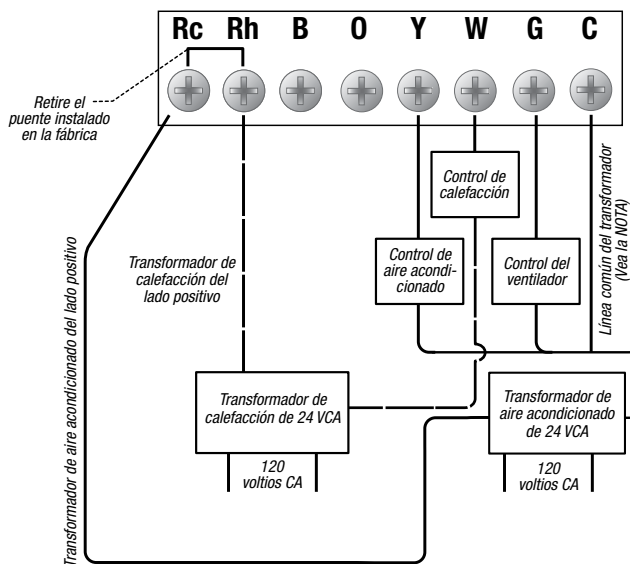 Rc Rh B O Y W G C
Retire el
puente instalado
en la fábrica
Control de
calefacción
Transformador de
calefacción del
lado positivo
Control de
aire acondi-
cionado
Control del
ventilador
Línea común del transformador
(Vea la NOTA)
Transformador de aire acondicionado del lado positivo
Transformador de
calefacción de 24 VCA
120
voltios CA
Transformador de
aire acondicionado
de 24 VCA
120
voltios CA